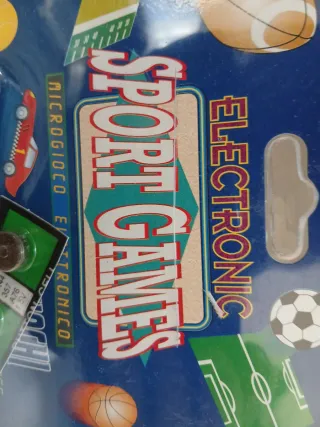 ELECTRONIC
SPORT GAMES
MICROGIOCO ELETTRONICO